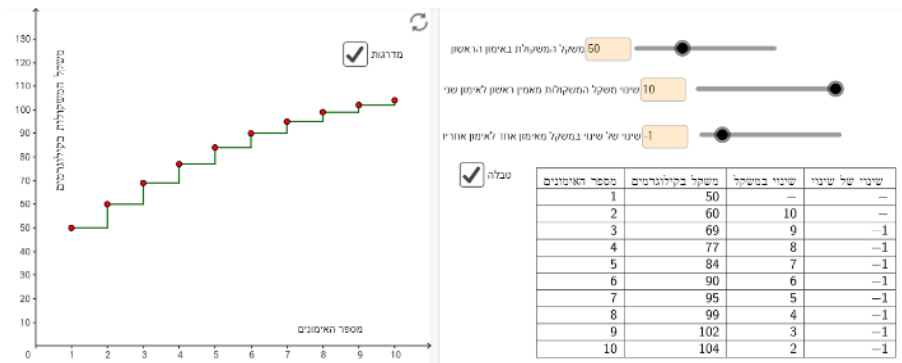 משקל המשקולות בקילוגרמים
130
120
110
100
90
80
70
60
50
40
30
20
10
0
1 2 3 4 5 6 7 8 9 10
מספר האימונים
מדרגות
משקל המשקולות באימון הראשון 50
שינוי משקל המשקולות מאמין ראשון לאימון שני 10
שינוי של שינוי במשקל מאימון אחד לאימון אחריו -1
טבלה
מספר האימונים משקל בקילוגרמים שינוי במשקל שינוי של שינוי
1 50 – –
2 60 10 –
3 69 9 −1
4 77 8 −1
5 84 7 −1
6 90 6 −1
7 95 5 −1
8 99 4 −1
9 102 3 −1
10 104 2 −1